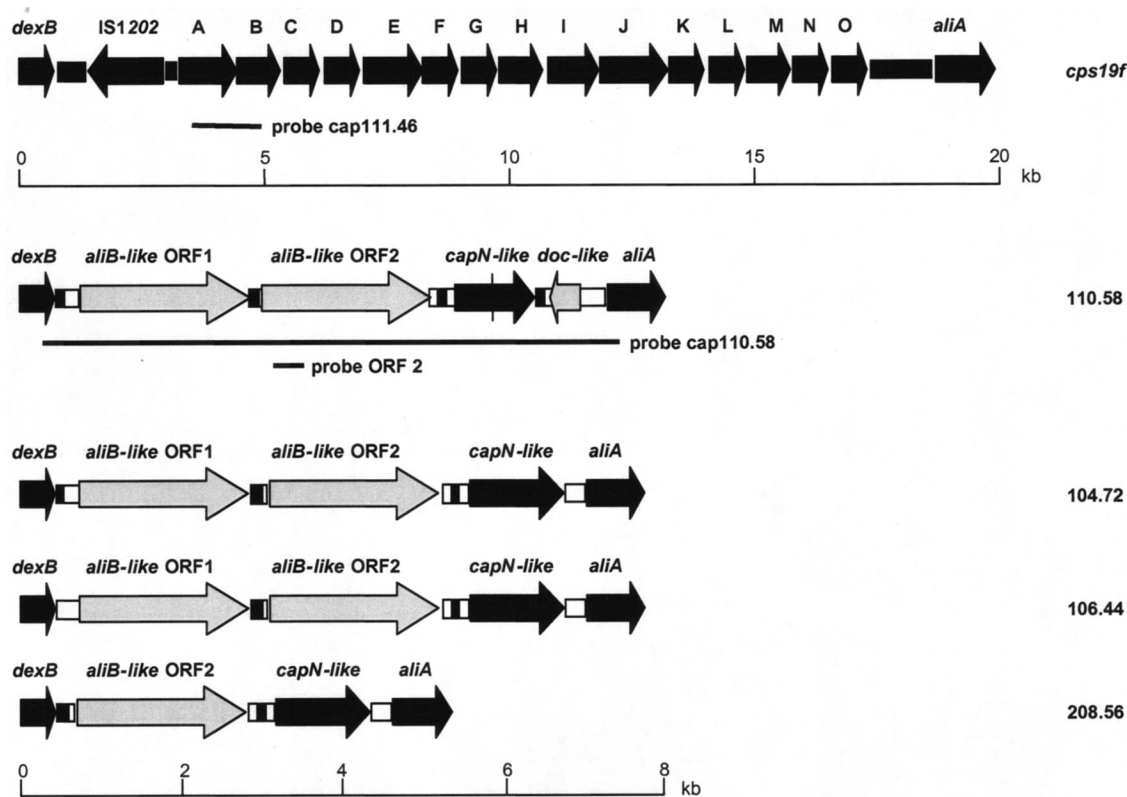 dexB IS1202 A B C D E F G H I J K L M N O aliA
cps19f
probe cap111.46
0 5 10 15 20
kb
dexB aliB-like ORF1 aliB-like ORF2 capN-like doc-like aliA
110.58
probe cap110.58
probe ORF 2
dexB aliB-like ORF1 aliB-like ORF2 capN-like aliA
104.72
dexB aliB-like ORF1 aliB-like ORF2 capN-like aliA
106.44
dexB aliB-like ORF2 capN-like aliA
208.56
0 2 4 6 8
kb